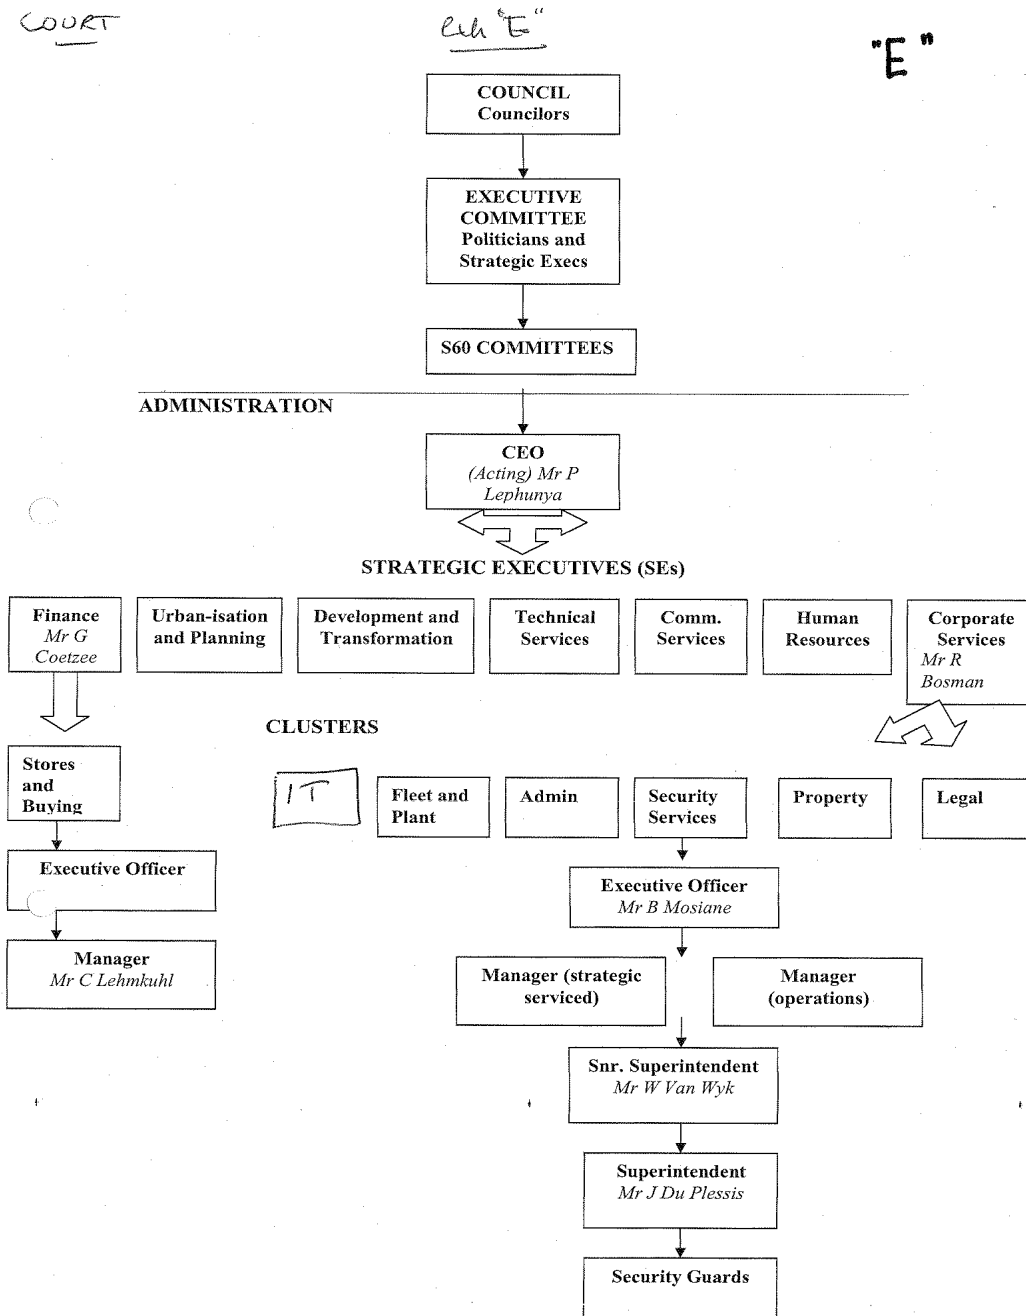 COURT
Exh "E"
"E"
COUNCIL
Councilors
EXECUTIVE
COMMITTEE
Politicians and
Strategic Execs
S60 COMMITTEES
ADMINISTRATION
CEO
(Acting) Mr P
Lephunya
STRATEGIC EXECUTIVES (SEs)
Finance
Mr G
Coetzee
Urban-isation
and Planning
Development and
Transformation
Technical
Services
Comm.
Services
Human
Resources
Corporate
Services
Mr R
Bosman
CLUSTERS
Stores
and
Buying
IT
Fleet and
Plant
Admin
Security
Services
Property
Legal
Executive Officer
Manager
Mr C Lehmkuhl
Executive Officer
Mr B Mosiane
Manager (strategic
serviced)
Manager
(operations)
Snr. Superintendent
Mr W Van Wyk
Superintendent
Mr J Du Plessis
Security Guards